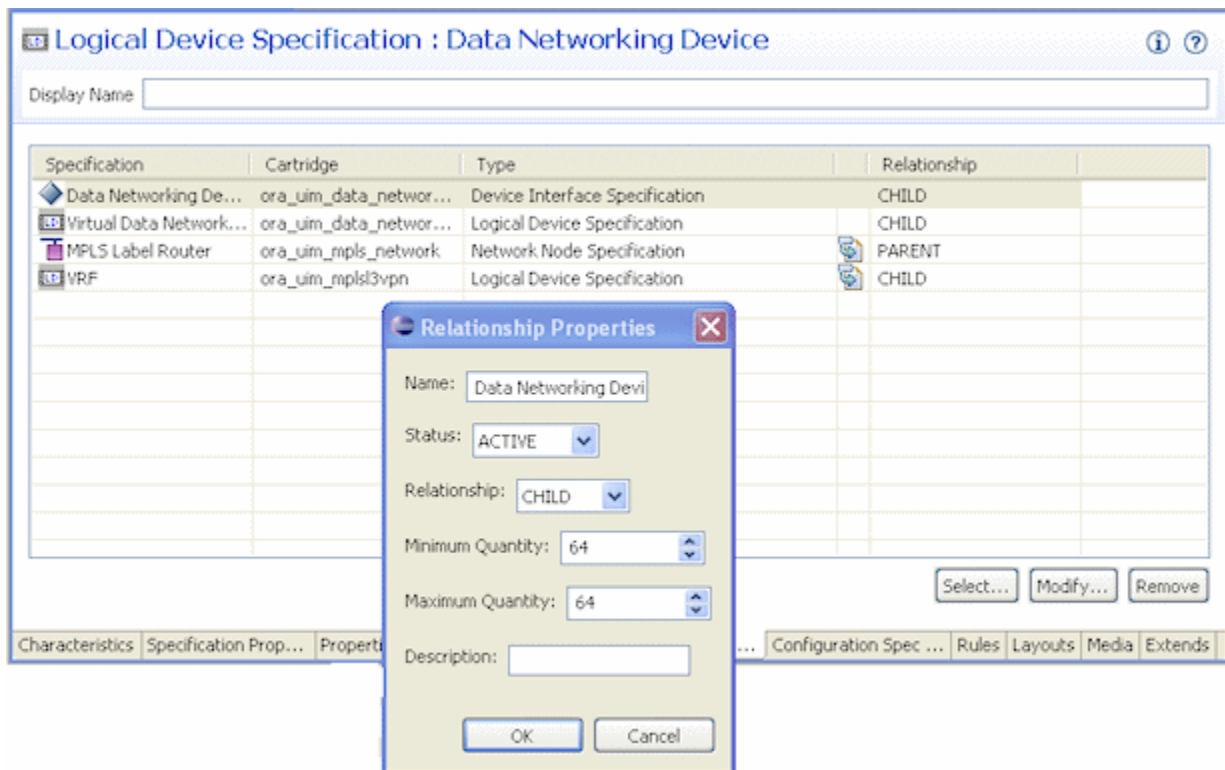 Logical Device Specification : Data Networking Device
Display Name
Specification Cartridge Type Relationship
Data Networking De... ora_uim_data_networ... Device Interface Specification CHILD
Virtual Data Network... ora_uim_data_networ... Logical Device Specification CHILD
MPLS Label Router ora_uim_mpls_network Network Node Specification PARENT
VRF ora_uim_mplsl3vpn Logical Device Specification CHILD
Relationship Properties
Name: Data Networking Devi
Status: ACTIVE
Relationship: CHILD
Minimum Quantity: 64
Maximum Quantity: 64
Description:
OK Cancel
Select... Modify... Remove
Characteristics Specification Prop... Properti ... Configuration Spec ... Rules Layouts Media Extends